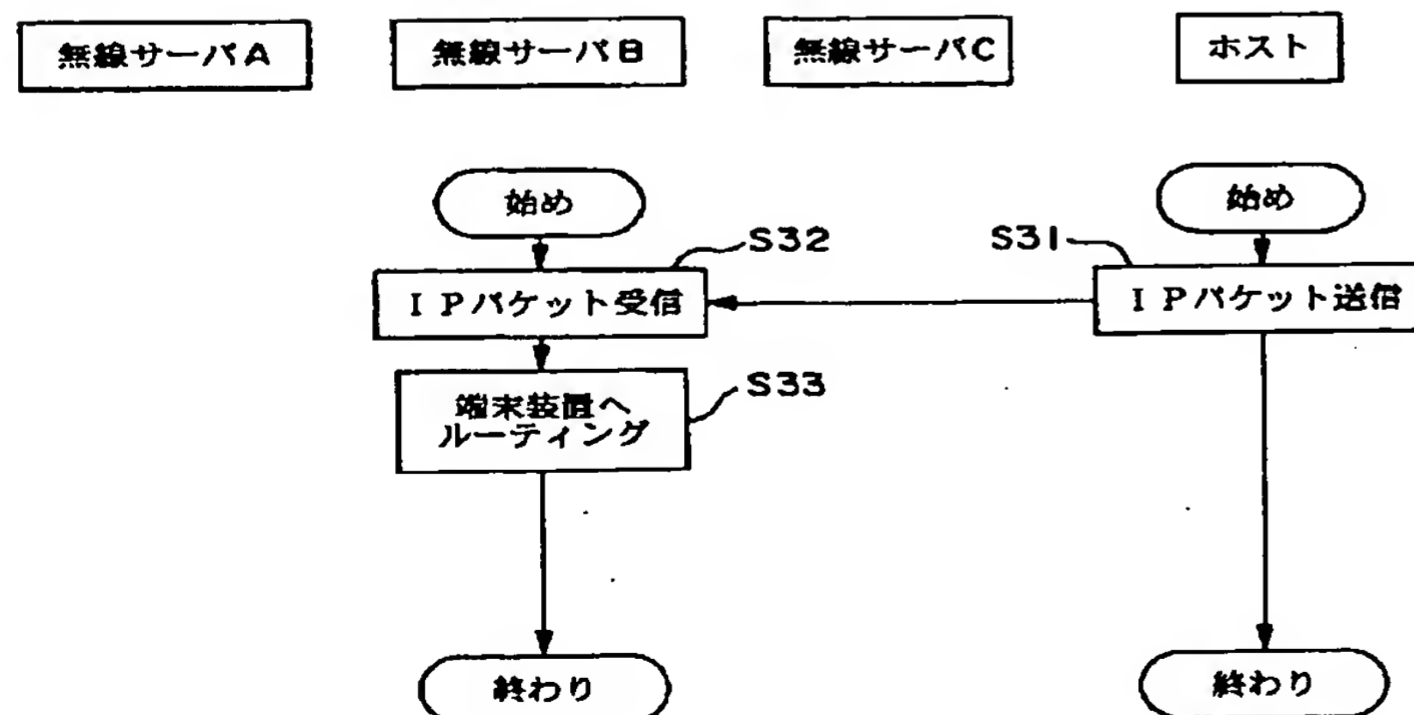 無線サーバA
無線サーバB
無線サーバC
ホスト
始め
始め
S32
S31
IPパケット受信
IPパケット送信
S33
端末装置へ
ルーティング
終わり
終わり